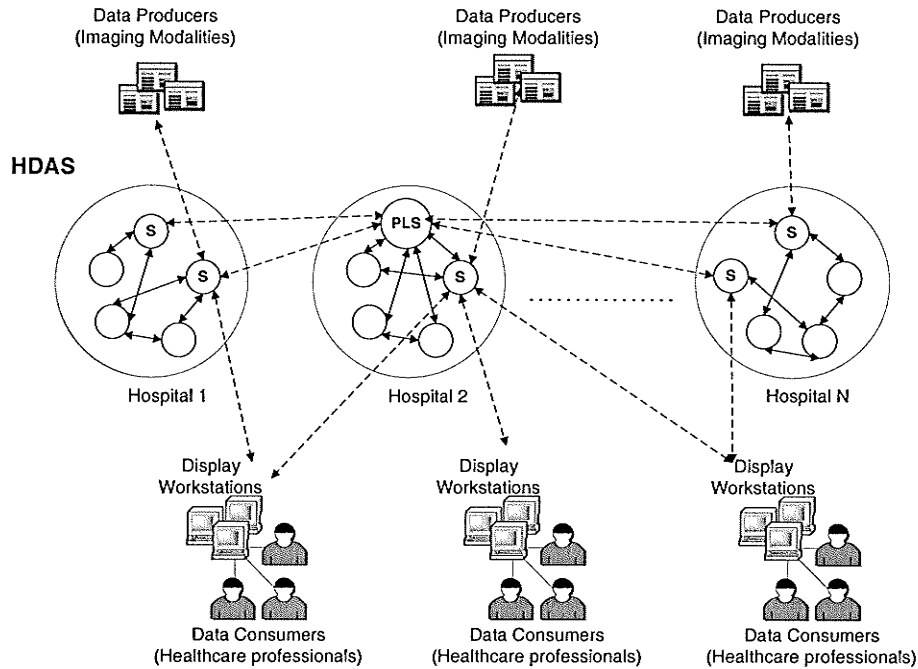 Data Producers
(Imaging Modalities)
Data Producers
(Imaging Modalities)
Data Producers
(Imaging Modalities)
HDAS
S
PLS
S
S
S
S
Hospital 1
Hospital 2
Hospital N
Display
Workstations
Display
Workstations
Display
Workstations
Data Consumers
(Healthcare professionals)
Data Consumers
(Healthcare professionals)
Data Consumers
(Healthcare professionals)